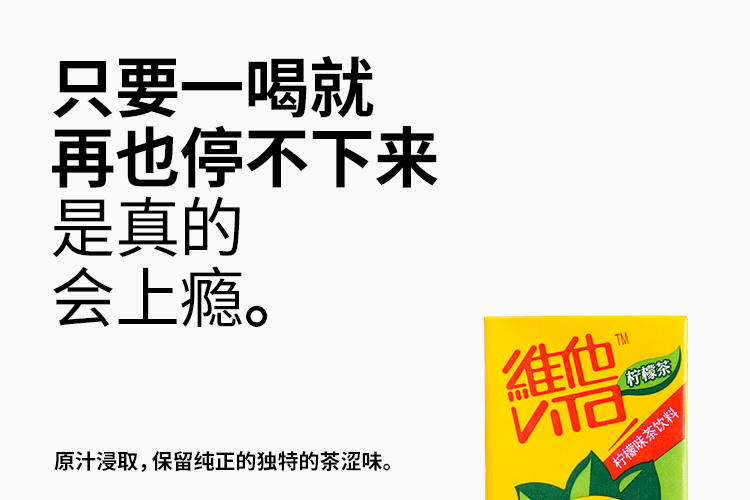 只要一喝就
再也停不下来
是真的
会上瘾。
維他
VITA
TM
柠檬茶
柠檬味茶饮料
原汁浸取，保留纯正的独特的茶涩味。